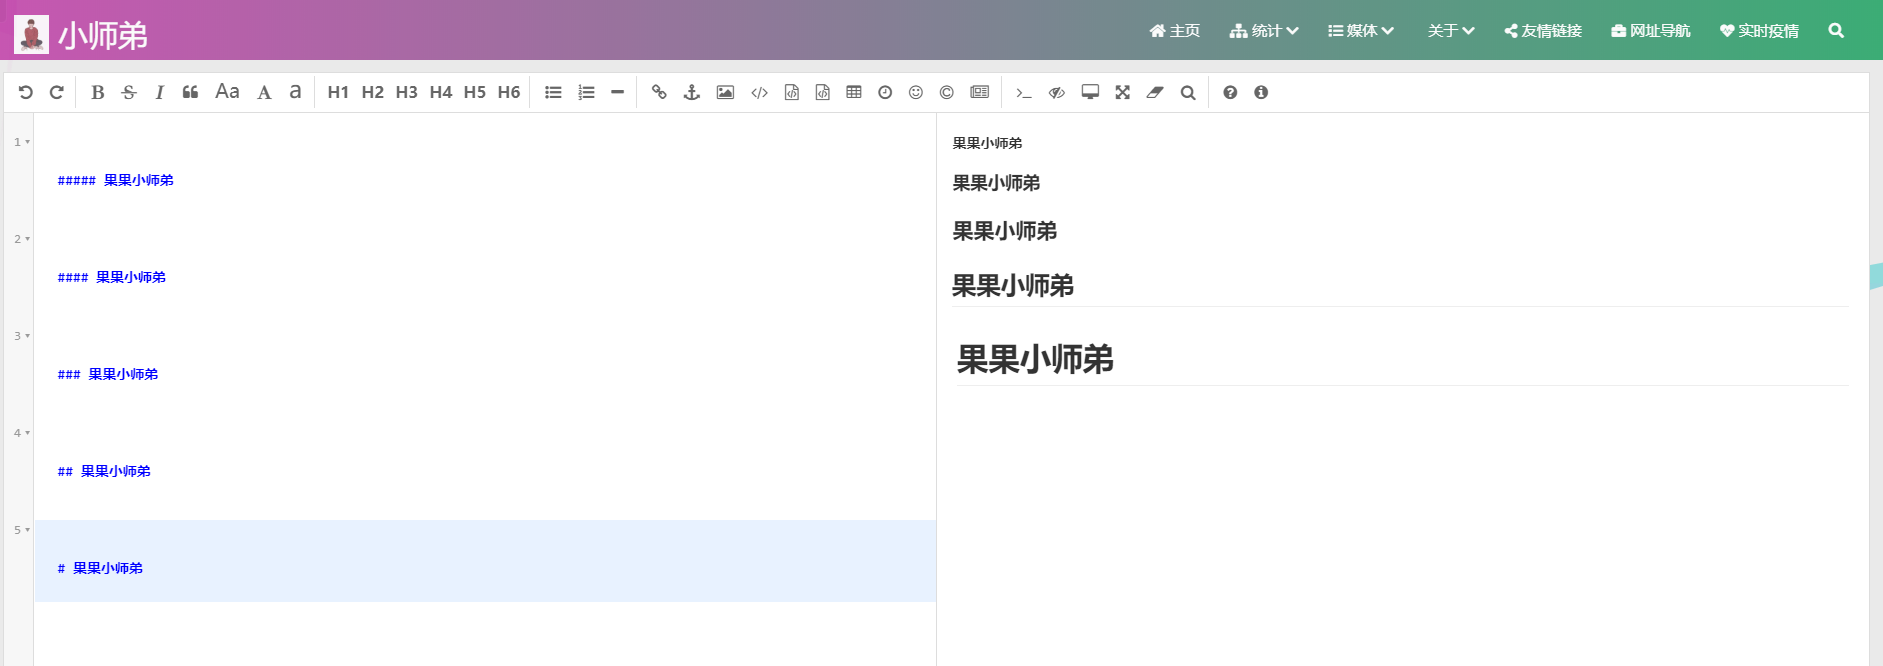 小师弟
主页 统计 媒体 关于 友情链接 网址导航 实时疫情
B S I Aa A a H1 H2 H3 H4 H5 H6
1
##### 果果小师弟
2
#### 果果小师弟
3
### 果果小师弟
4
## 果果小师弟
5
# 果果小师弟
果果小师弟
果果小师弟
果果小师弟
果果小师弟
果果小师弟